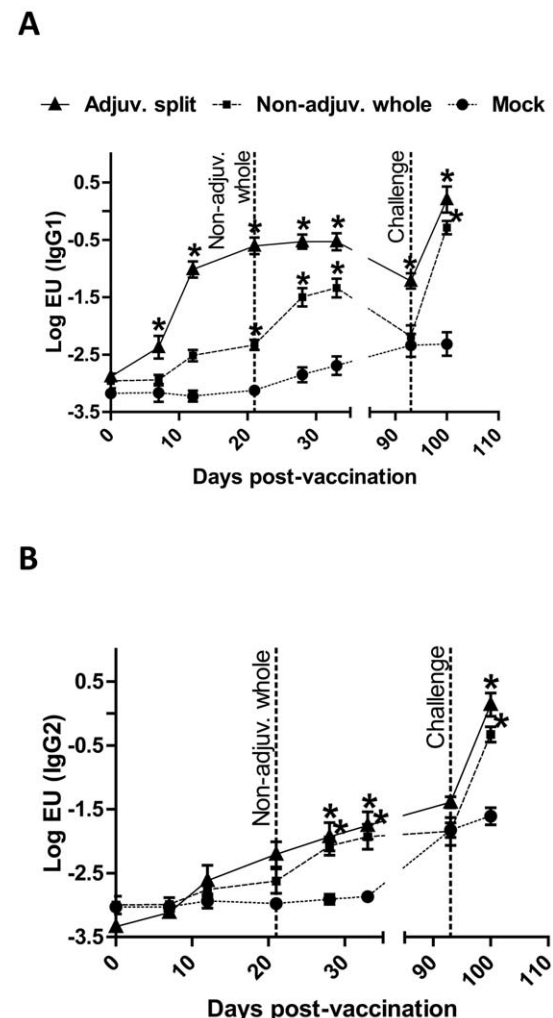 A
Adjuv. split Non-adjuv. whole Mock
Log EU (IgG1)
0.5
-0.5
-1.5
-2.5
-3.5
Non-adjuv.
whole
Challenge
* * * * * * * * * * *
0 10 20 30 90 100 110
Days post-vaccination
B
Log EU (IgG2)
0.5
-0.5
-1.5
-2.5
-3.5
Non-adjuv. whole
Challenge
* * * * * *
0 10 20 30 90 100 110
Days post-vaccination